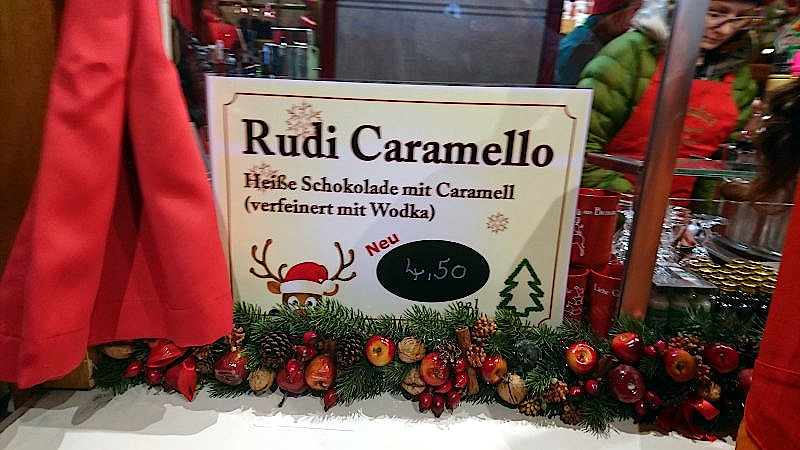 Rudi Caramello
Heiße Schokolade mit Caramell
(verfeinert mit Wodka)
Neu
4,50